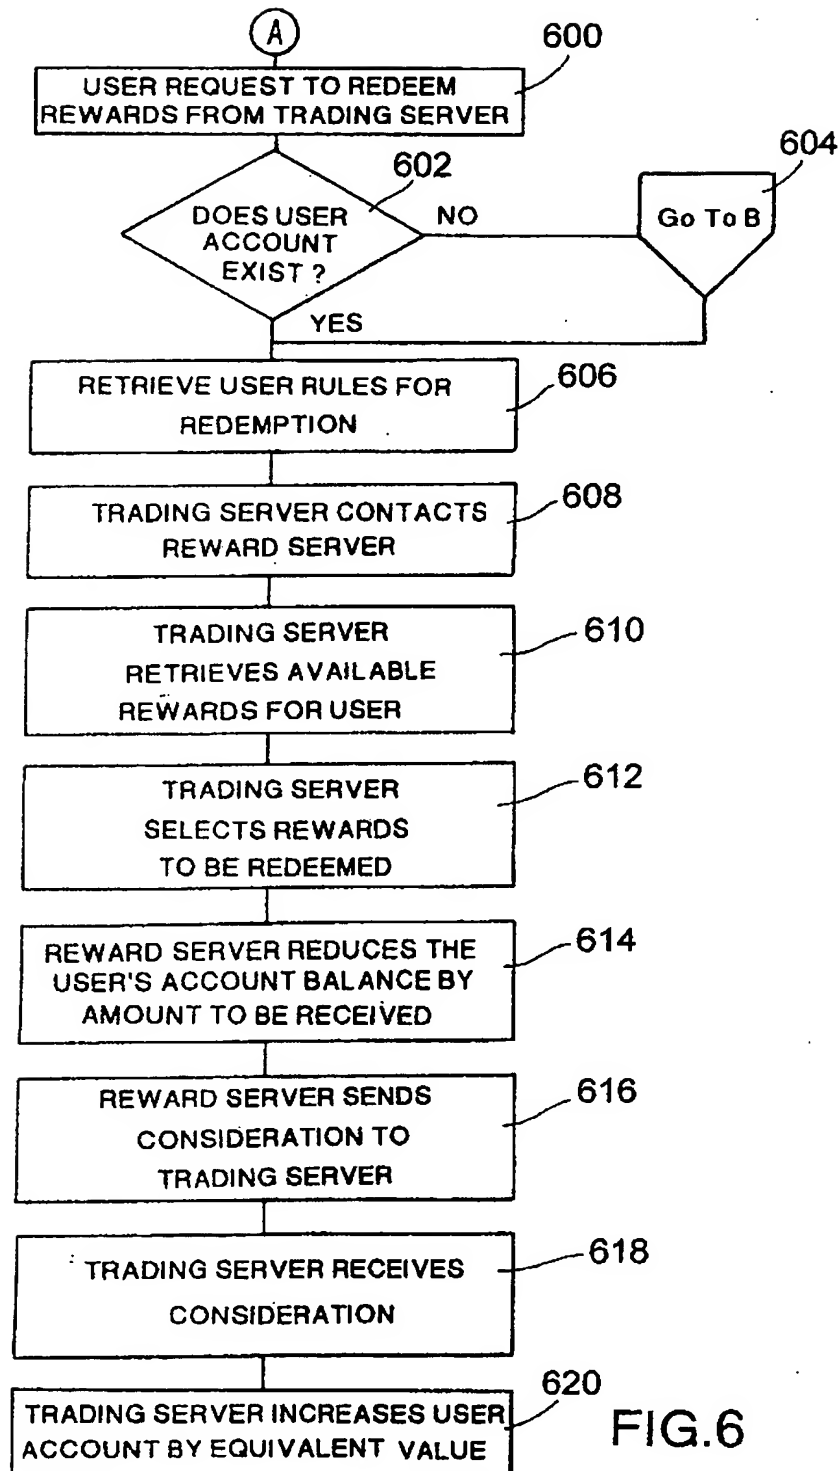 A
600
USER REQUEST TO REDEEM
REWARDS FROM TRADING SERVER
602
604
DOES USER
ACCOUNT
EXIST ?
NO
Go To B
YES
RETRIEVE USER RULES FOR
REDEMPTION
606
TRADING SERVER CONTACTS
REWARD SERVER
608
TRADING SERVER
RETRIEVES AVAILABLE
REWARDS FOR USER
610
TRADING SERVER
SELECTS REWARDS
TO BE REDEEMED
612
REWARD SERVER REDUCES THE
USER'S ACCOUNT BALANCE BY
AMOUNT TO BE RECEIVED
614
REWARD SERVER SENDS
CONSIDERATION TO
TRADING SERVER
616
TRADING SERVER RECEIVES
CONSIDERATION
618
TRADING SERVER INCREASES USER
ACCOUNT BY EQUIVALENT VALUE
620
FIG.6